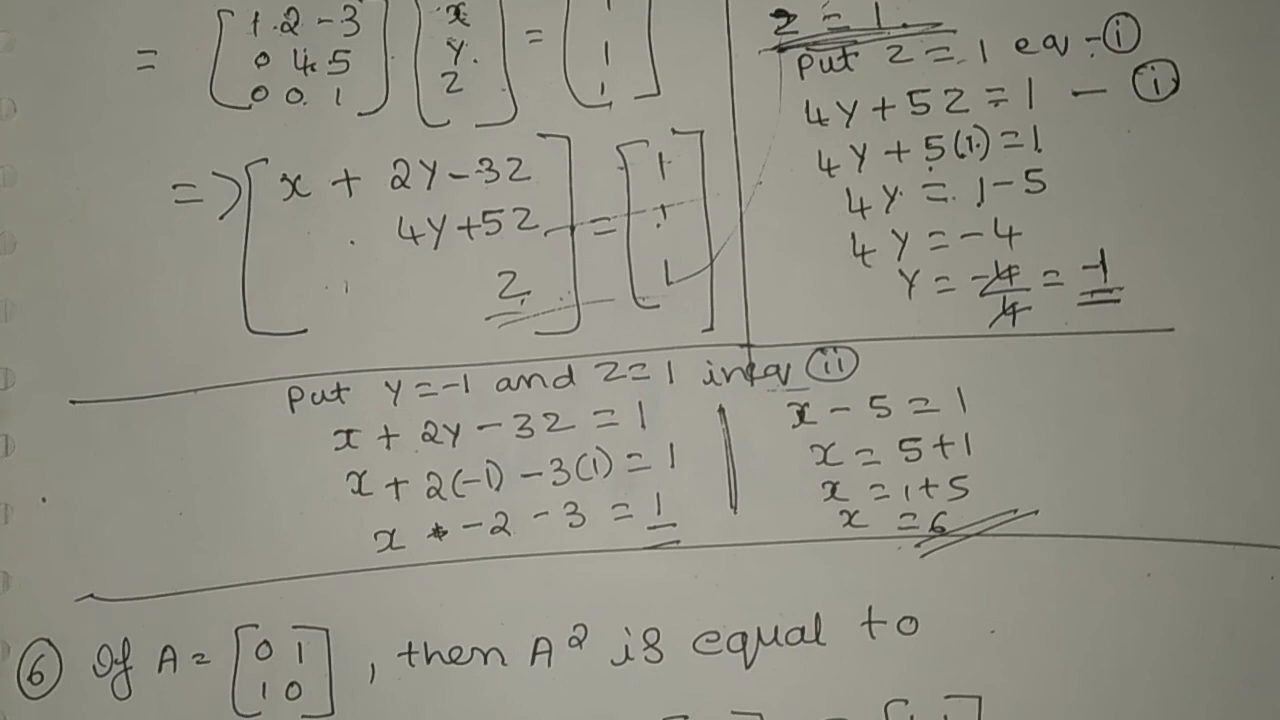 = [1 2 -3 / 0 4 5 / 0 0 1] [x / y / z] = [1 / 1 / 1]
=> [x + 2y - 3z / 4y + 5z / z] = [1 / 1 / 1]
z = 1
Put z = 1 eq - (i)
4y + 5z = 1 — (i)
4y + 5(1) = 1
4y = 1 - 5
4y = -4
y = -4/4 = -1
Put y = -1 and z = 1 in eq (ii)
x + 2y - 3z = 1
x + 2(-1) - 3(1) = 1
x - 2 - 3 = 1
x - 5 = 1
x = 5 + 1
x = 1 + 5
x = 6
(6) If A = [0 1 / 1 0], then A² is equal to